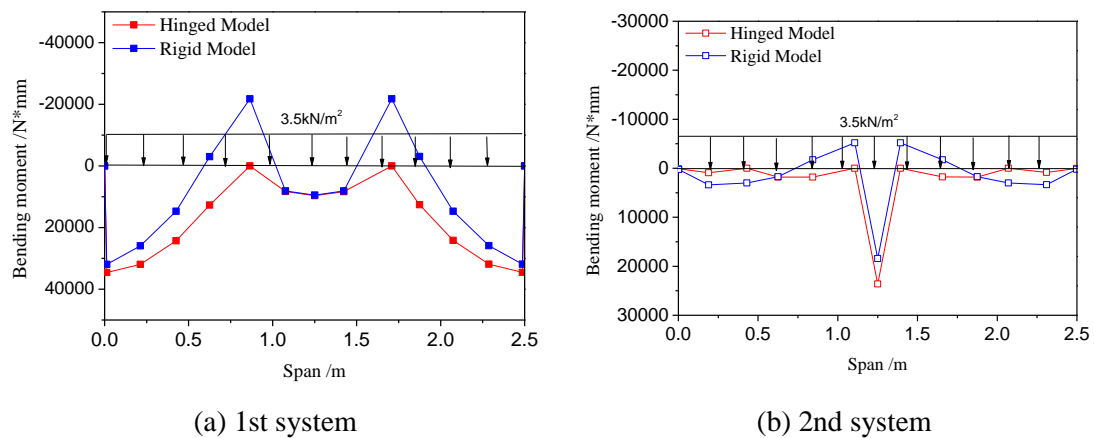 -40000
-20000
0
20000
40000
0.0 0.5 1.0 1.5 2.0 2.5
Bending moment /N*mm
Span /m
Hinged Model
Rigid Model
3.5kN/m²
(a) 1st system
-30000
-20000
-10000
0
10000
20000
30000
0.0 0.5 1.0 1.5 2.0 2.5
Bending moment /N*mm
Span /m
Hinged Model
Rigid Model
3.5kN/m²
(b) 2nd system